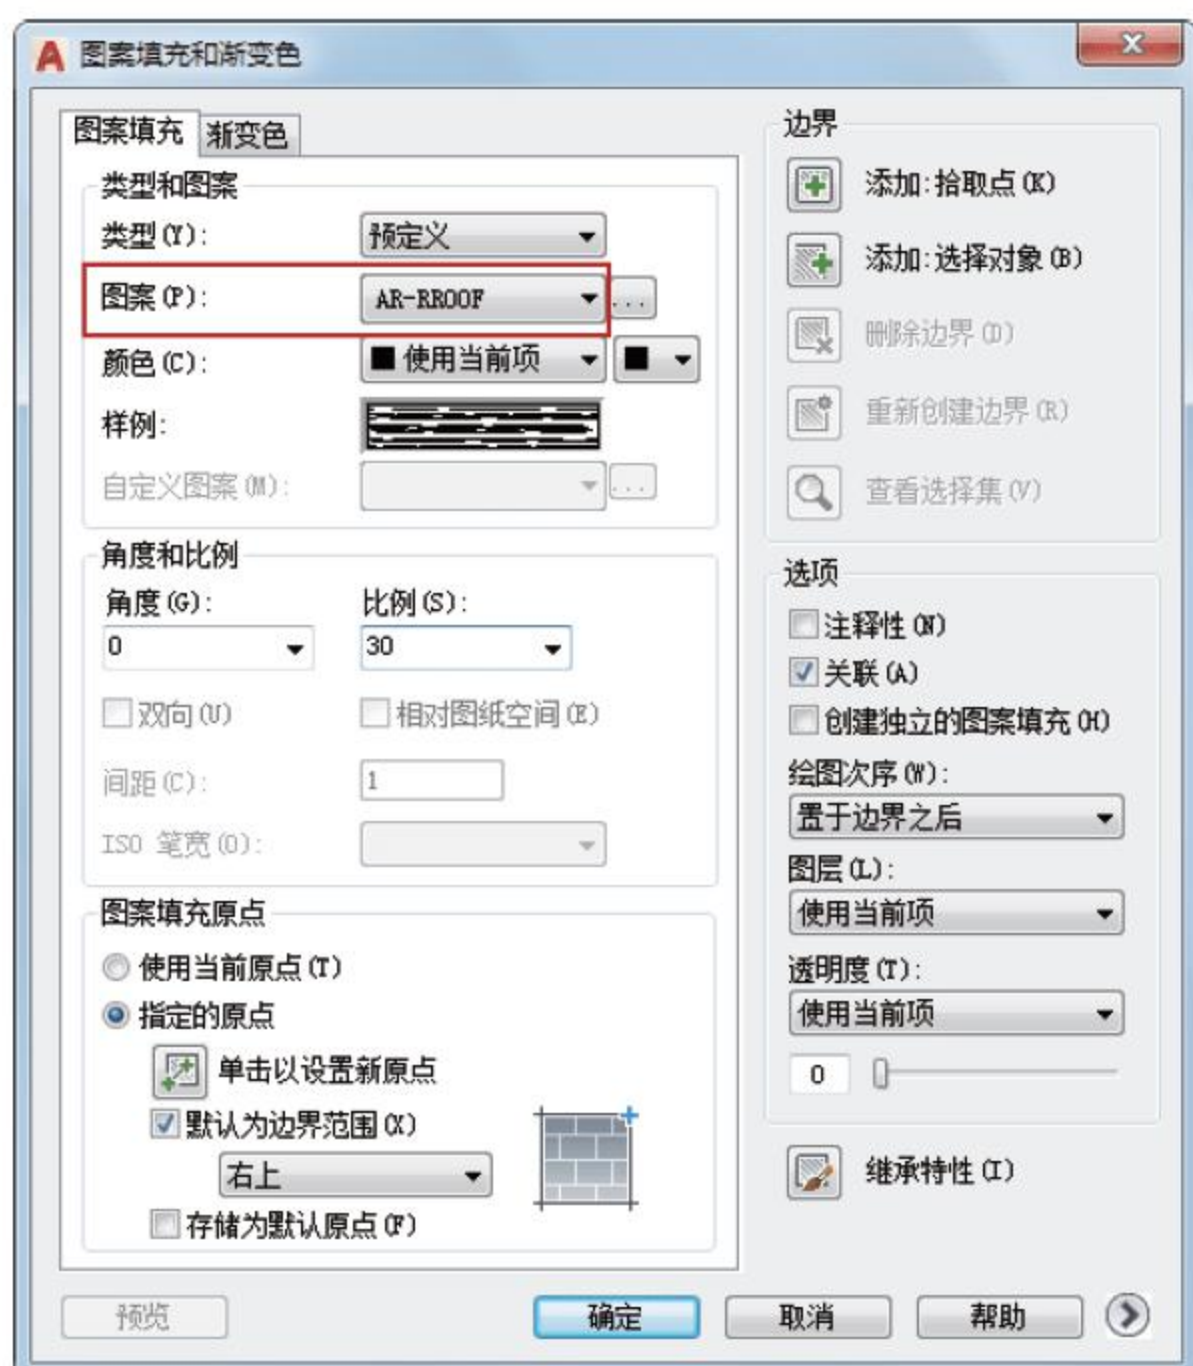 图案填充和渐变色
图案填充 渐变色
类型和图案
类型(Y): 预定义
图案(P): AR-RROOF ...
颜色(C): 使用当前项
样例:
自定义图案(M): ...
角度和比例
角度(G): 比例(S):
0 30
双向(U) 相对图纸空间(E)
间距(C): 1
ISO 笔宽(O):
图案填充原点
使用当前原点(T)
指定的原点
单击以设置新原点
默认为边界范围(X)
右上
存储为默认原点(F)
边界
添加:拾取点(K)
添加:选择对象(B)
删除边界(D)
重新创建边界(R)
查看选择集(V)
选项
注释性(N)
关联(A)
创建独立的图案填充(H)
绘图次序(W):
置于边界之后
图层(L):
使用当前项
透明度(T):
使用当前项
0
继承特性(I)
预览 确定 取消 帮助